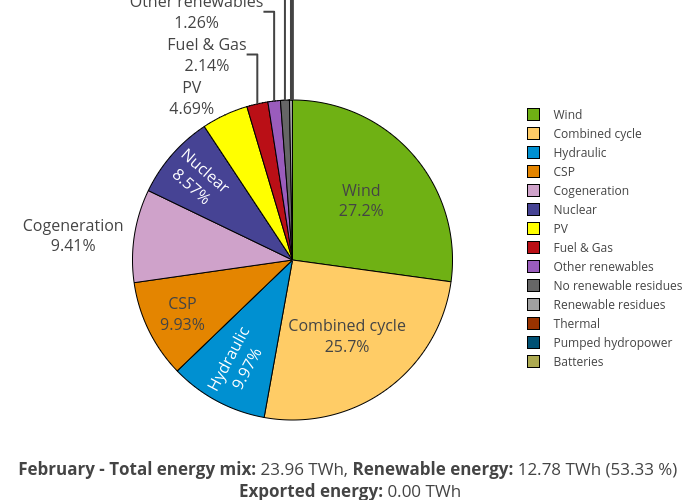 Other renewables
1.26%
Fuel & Gas
2.14%
PV
4.69%
Nuclear
8.57%
Cogeneration
9.41%
CSP
9.93%
Hydraulic
9.97%
Combined cycle
25.7%
Wind
27.2%
Wind
Combined cycle
Hydraulic
CSP
Cogeneration
Nuclear
PV
Fuel & Gas
Other renewables
No renewable residues
Renewable residues
Thermal
Pumped hydropower
Batteries
February - Total energy mix: 23.96 TWh, Renewable energy: 12.78 TWh (53.33 %)
Exported energy: 0.00 TWh